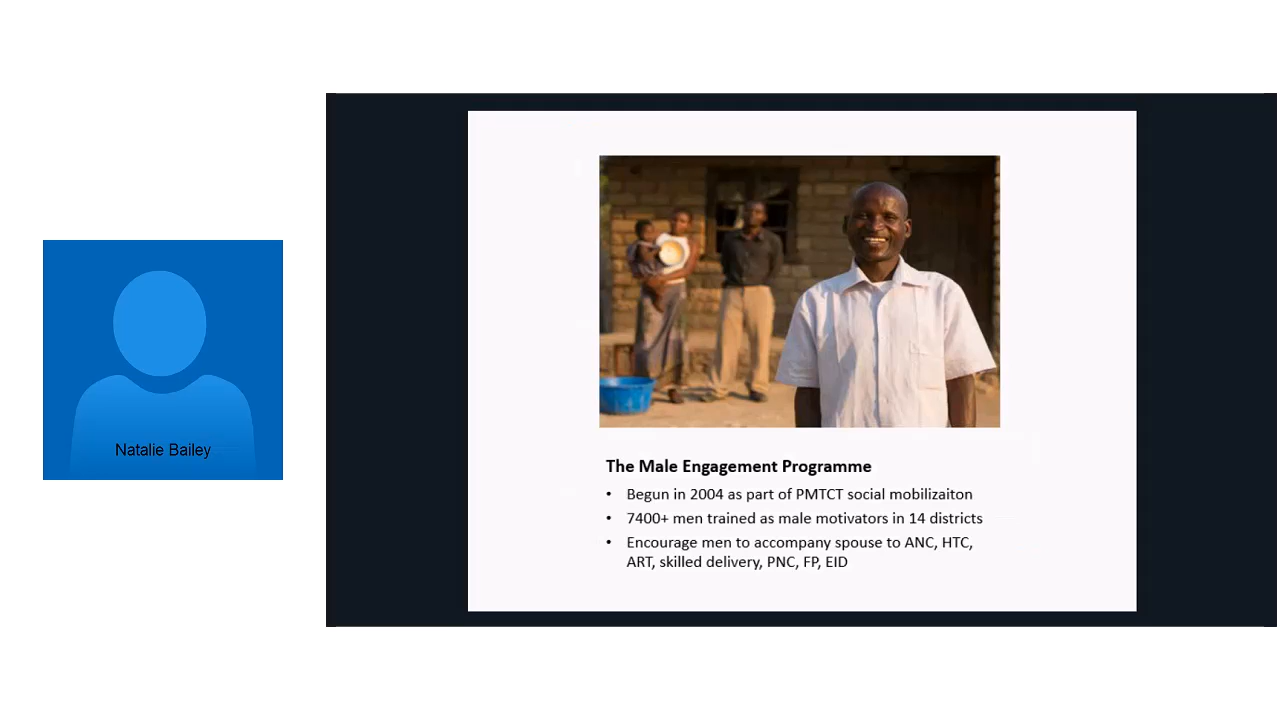 Natalie Bailey
The Male Engagement Programme
• Begun in 2004 as part of PMTCT social mobilizaiton
• 7400+ men trained as male motivators in 14 districts
• Encourage men to accompany spouse to ANC, HTC,
ART, skilled delivery, PNC, FP, EID